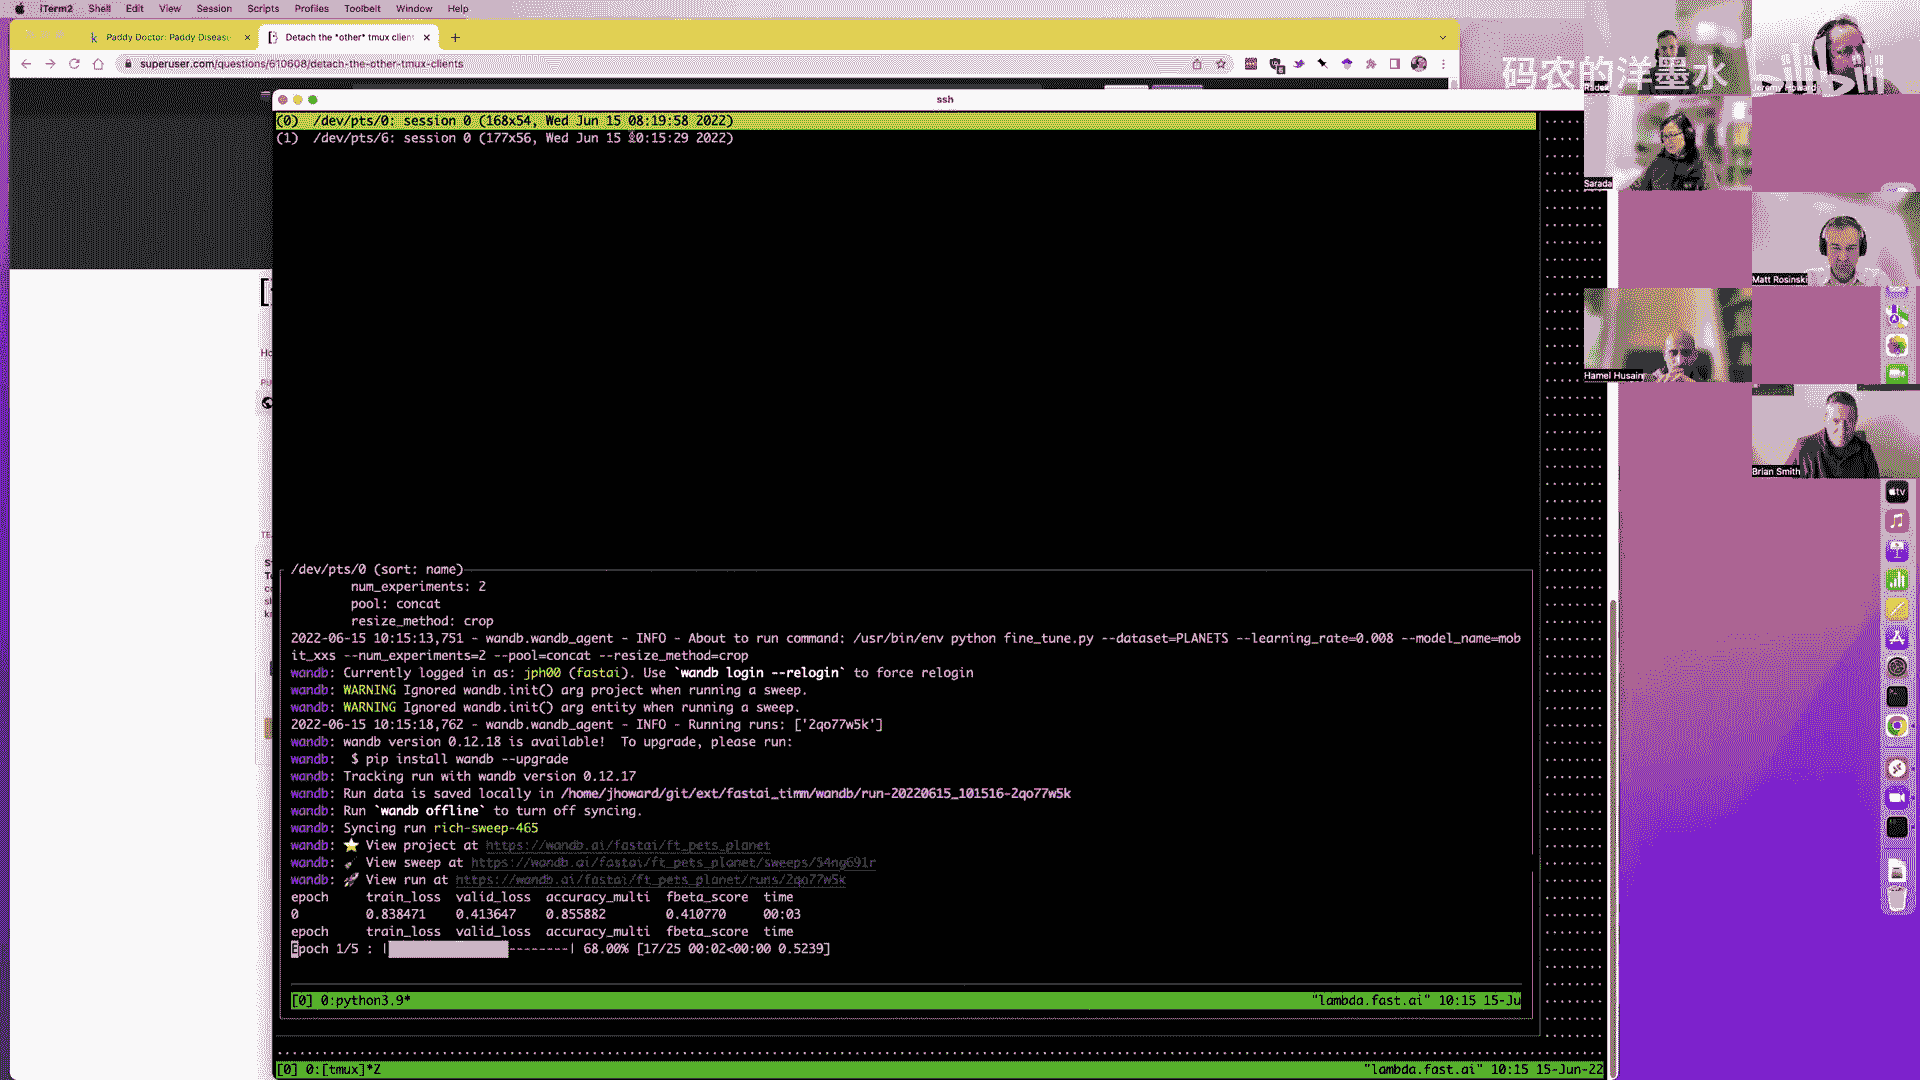 iTerm2 Shell Edit View Session Scripts Profiles Toolbelt Window Help
Paddy Doctor: Paddy Diseas
Detach the *other* tmux client
superuser.com/questions/610608/detach-the-other-tmux-clients
码农的洋墨水
bilibili
Radek
Jeremy Howard
ssh
(0) /dev/pts/0: session 0 (168x54, Wed Jun 15 08:19:58 2022)
(1) /dev/pts/6: session 0 (177x56, Wed Jun 15 10:15:29 2022)
Sarada
Matt Rosinski
Hamel Husain
Brian Smith
/dev/pts/0 (sort: name)
num_experiments: 2
pool: concat
resize_method: crop
2022-06-15 10:15:13,751 - wandb.wandb_agent - INFO - About to run command: /usr/bin/env python fine_tune.py --dataset=PLANETS --learning_rate=0.008 --model_name=mob
it_xxs --num_experiments=2 --pool=concat --resize_method=crop
wandb: Currently logged in as: jph00 (fastai). Use `wandb login --relogin` to force relogin
wandb: WARNING Ignored wandb.init() arg project when running a sweep.
wandb: WARNING Ignored wandb.init() arg entity when running a sweep.
2022-06-15 10:15:18,762 - wandb.wandb_agent - INFO - Running runs: ['2qo77w5k']
wandb: wandb version 0.12.18 is available! To upgrade, please run:
wandb: $ pip install wandb --upgrade
wandb: Tracking run with wandb version 0.12.17
wandb: Run data is saved locally in /home/jhoward/git/ext/fastai_timm/wandb/run-20220615_101516-2qo77w5k
wandb: Run `wandb offline` to turn off syncing.
wandb: Syncing run rich-sweep-465
wandb: ⭐ View project at https://wandb.ai/fastai/ft_pets_planet
wandb: 🧹 View sweep at https://wandb.ai/fastai/ft_pets_planet/sweeps/54ng691r
wandb: 🚀 View run at https://wandb.ai/fastai/ft_pets_planet/runs/2qo77w5k
epoch train_loss valid_loss accuracy_multi fbeta_score time
0 0.838471 0.413647 0.855882 0.410770 00:03
epoch train_loss valid_loss accuracy_multi fbeta_score time
Epoch 1/5 : |----------| 68.00% [17/25 00:02<00:00 0.5239]
[0] 0:python3.9* "lambda.fast.ai" 10:15 15-Ju
[0] 0:[tmux]*Z "lambda.fast.ai" 10:15 15-Jun-22